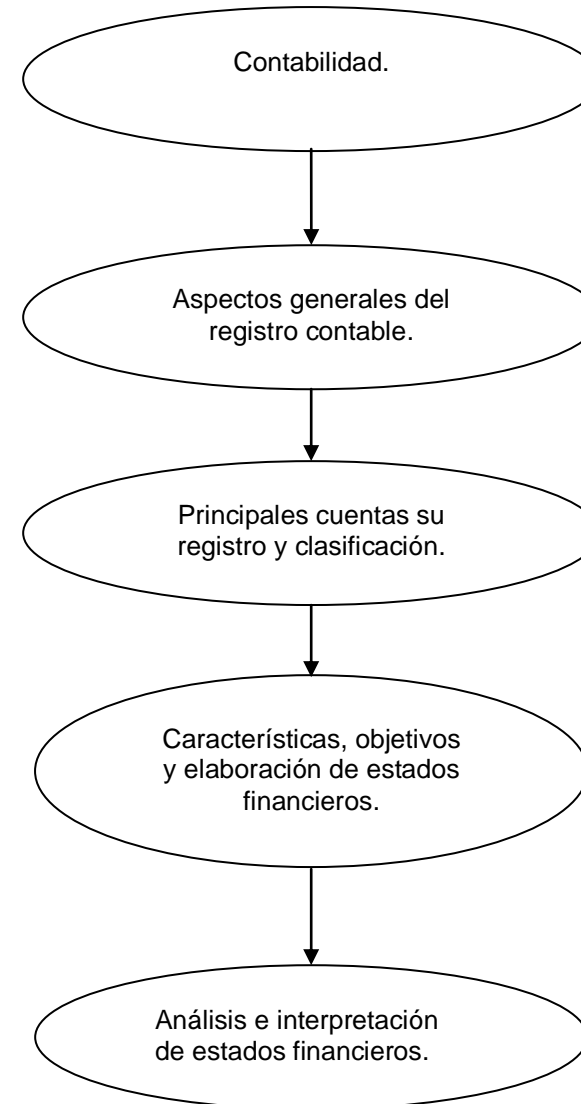 Contabilidad.
Aspectos generales del
registro contable.
Principales cuentas su
registro y clasificación.
Características, objetivos
y elaboración de estados
financieros.
Análisis e interpretación
de estados financieros.